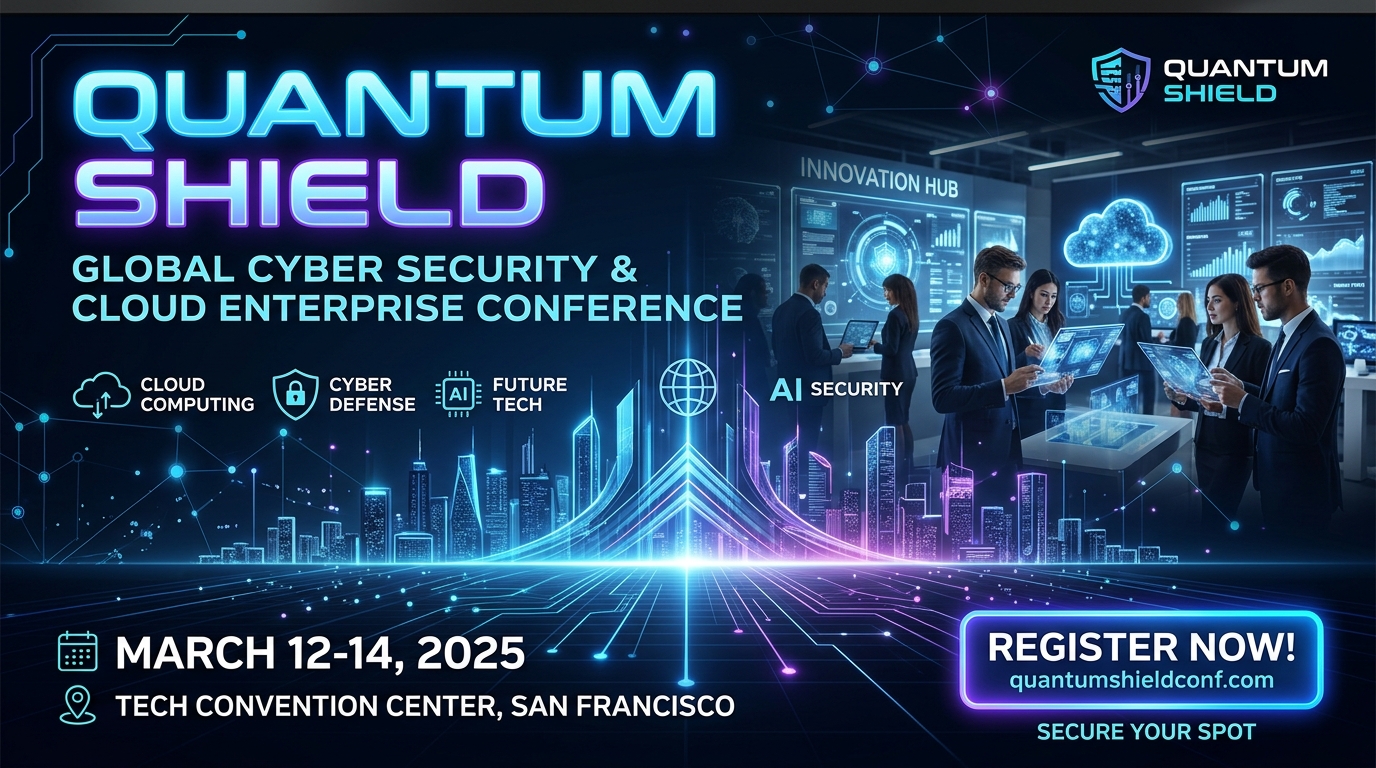 QUANTUM
SHIELD
GLOBAL CYBER SECURITY &
CLOUD ENTERPRISE CONFERENCE
CLOUD
COMPUTING
CYBER
DEFENSE
AI
FUTURE
TECH
AI SECURITY
QUANTUM
SHIELD
INNOVATION HUB
MARCH 12-14, 2025
TECH CONVENTION CENTER, SAN FRANCISCO
REGISTER NOW!
quantumshieldconf.com
SECURE YOUR SPOT